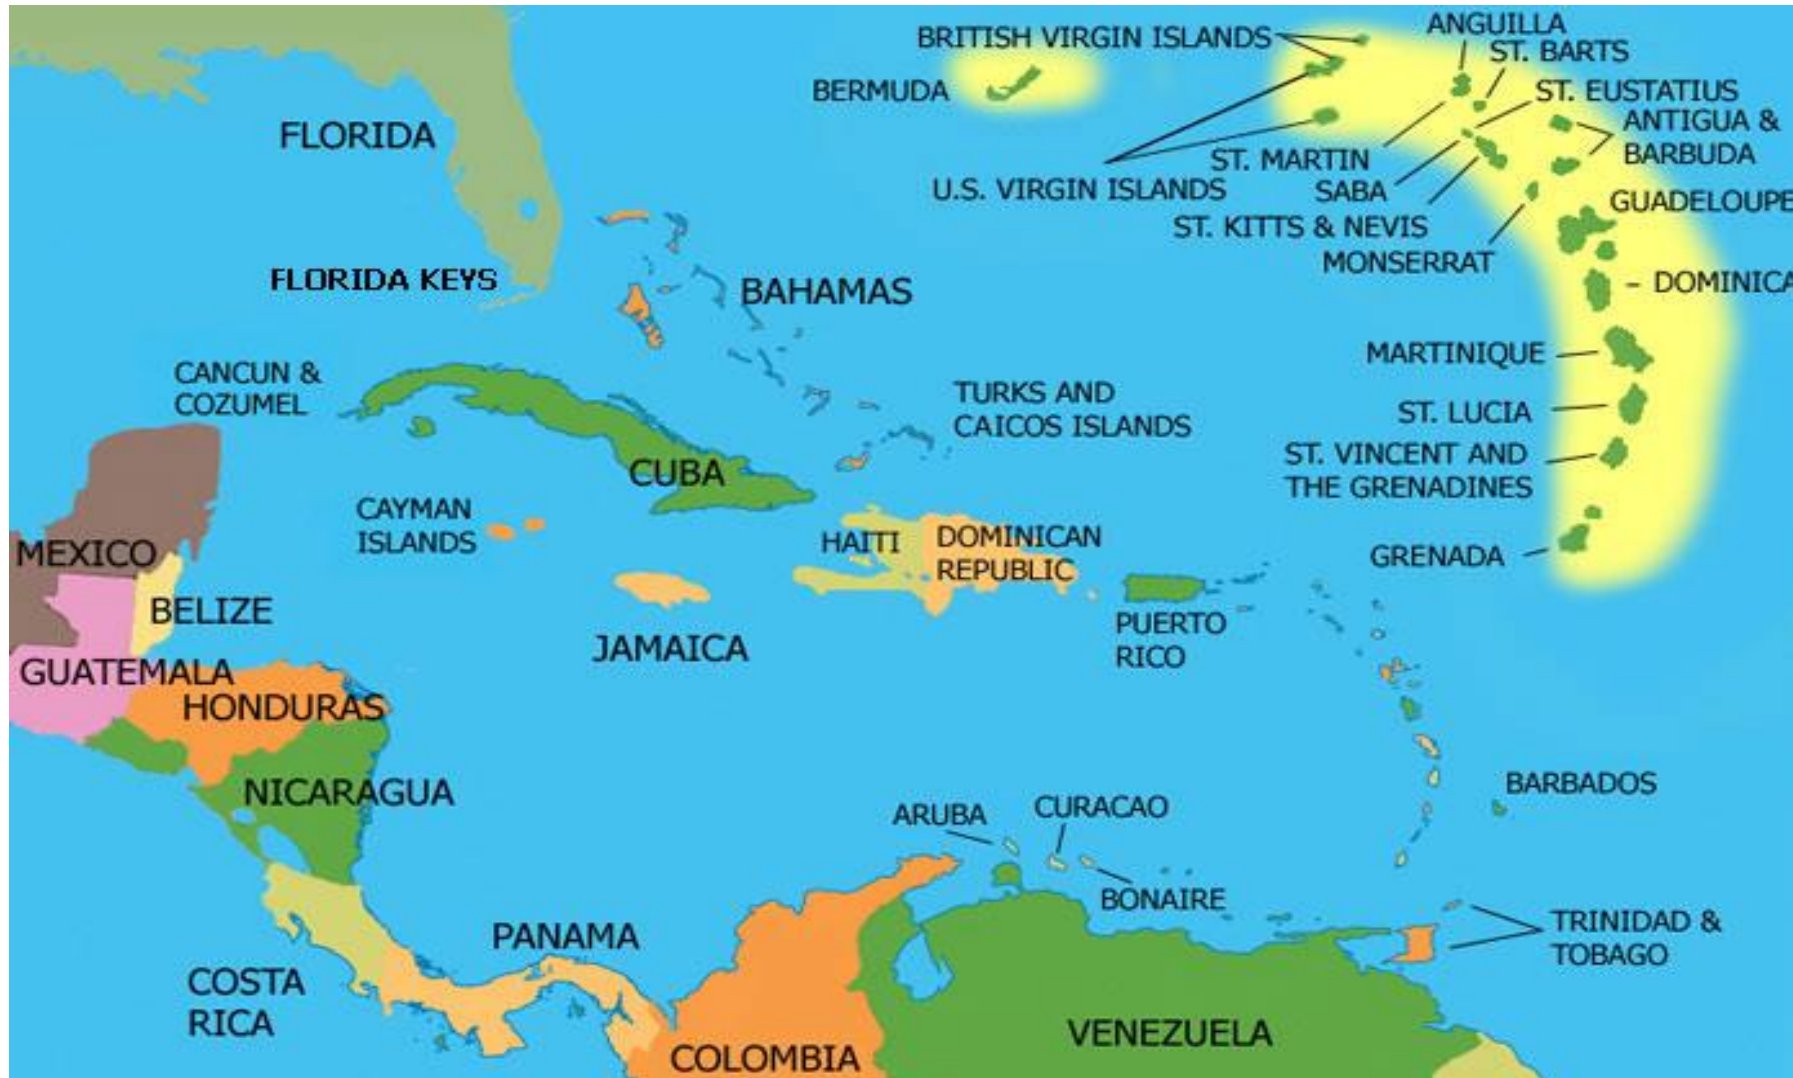 BRITISH VIRGIN ISLANDS
ANGUILLA
ST. BARTS
BERMUDA
ST. EUSTATIUS
FLORIDA
ANTIGUA &
BARBUDA
ST. MARTIN
U.S. VIRGIN ISLANDS
SABA
GUADELOUPE
ST. KITTS & NEVIS
MONSERRAT
FLORIDA KEYS
BAHAMAS
– DOMINICA
MARTINIQUE
CANCUN &
COZUMEL
TURKS AND
CAICOS ISLANDS
ST. LUCIA
CUBA
ST. VINCENT AND
THE GRENADINES
CAYMAN
ISLANDS
HAITI
DOMINICAN
REPUBLIC
MEXICO
GRENADA
BELIZE
JAMAICA
PUERTO
RICO
GUATEMALA
HONDURAS
NICARAGUA
BARBADOS
ARUBA
CURACAO
BONAIRE
PANAMA
TRINIDAD &
TOBAGO
COSTA
RICA
VENEZUELA
COLOMBIA